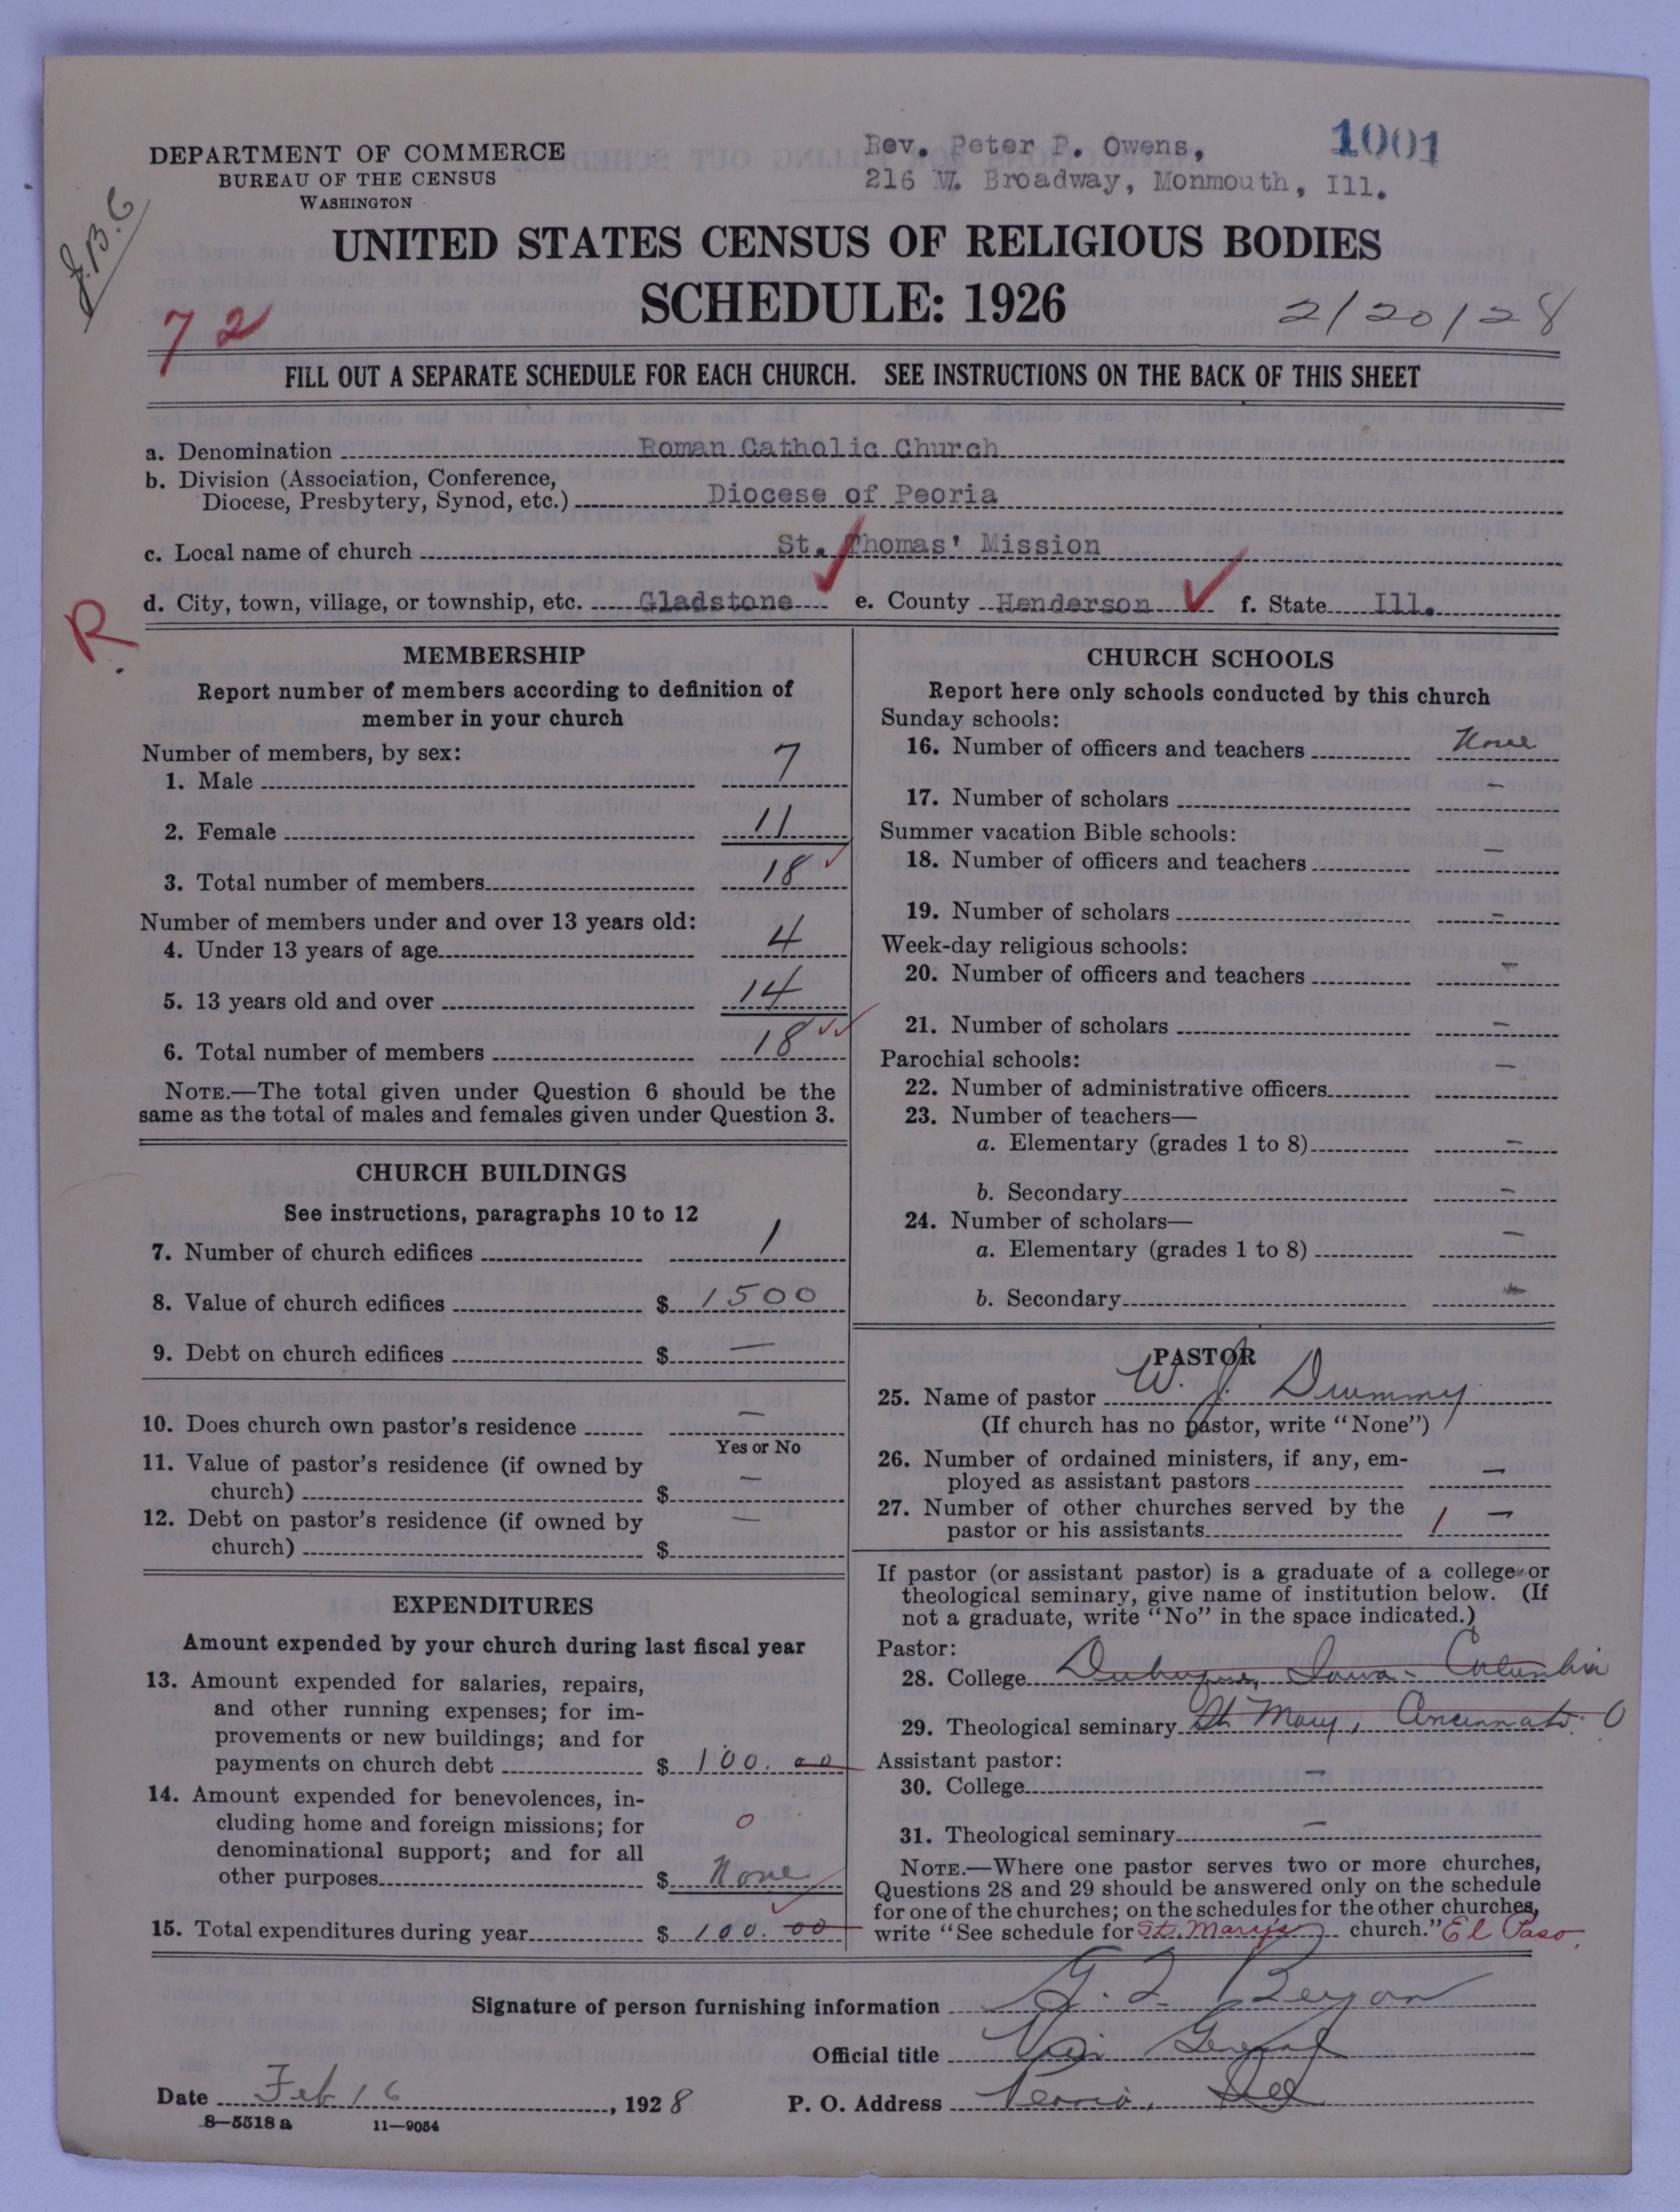 DEPARTMENT OF COMMERCE
BUREAU OF THE CENSUS
WASHINGTON
Rev. Peter P. Owens,
216 W. Broadway, Monmouth, Ill.
1001
J.B.G
UNITED STATES CENSUS OF RELIGIOUS BODIES
SCHEDULE: 1926
2/20/28
72
FILL OUT A SEPARATE SCHEDULE FOR EACH CHURCH. SEE INSTRUCTIONS ON THE BACK OF THIS SHEET
a. Denomination Roman Catholic Church
b. Division (Association, Conference,
Diocese, Presbytery, Synod, etc.) Diocese of Peoria
c. Local name of church St. Thomas' Mission
d. City, town, village, or township, etc. Gladstone e. County Henderson f. State Ill.
R
MEMBERSHIP
Report number of members according to definition of
member in your church
Number of members, by sex:
1. Male 7
2. Female 11
3. Total number of members 18
Number of members under and over 13 years old:
4. Under 13 years of age 4
5. 13 years old and over 14
6. Total number of members 18
NOTE.—The total given under Question 6 should be the
same as the total of males and females given under Question 3.
CHURCH BUILDINGS
See instructions, paragraphs 10 to 12
7. Number of church edifices 1
8. Value of church edifices $ 1500
9. Debt on church edifices $ —
10. Does church own pastor's residence —
Yes or No
11. Value of pastor's residence (if owned by
church) $ —
12. Debt on pastor's residence (if owned by
church) $ —
EXPENDITURES
Amount expended by your church during last fiscal year
13. Amount expended for salaries, repairs,
and other running expenses; for im-
provements or new buildings; and for
payments on church debt $ 100. 00
14. Amount expended for benevolences, in-
cluding home and foreign missions; for
denominational support; and for all
other purposes $ None
0
15. Total expenditures during year $ 100. 00
CHURCH SCHOOLS
Report here only schools conducted by this church
Sunday schools:
16. Number of officers and teachers None
17. Number of scholars —
Summer vacation Bible schools:
18. Number of officers and teachers —
19. Number of scholars —
Week-day religious schools:
20. Number of officers and teachers —
21. Number of scholars —
Parochial schools:
22. Number of administrative officers —
23. Number of teachers—
a. Elementary (grades 1 to 8) —
b. Secondary —
24. Number of scholars—
a. Elementary (grades 1 to 8) —
b. Secondary —
PASTOR
25. Name of pastor W. J. Drummy
(If church has no pastor, write "None")
26. Number of ordained ministers, if any, em-
ployed as assistant pastors —
27. Number of other churches served by the
pastor or his assistants 1 —
If pastor (or assistant pastor) is a graduate of a college or
theological seminary, give name of institution below. (If
not a graduate, write "No" in the space indicated.)
Pastor:
28. College Dubuque, Iowa - Columbia
29. Theological seminary St Mary, Cincinnati. O
Assistant pastor:
30. College —
31. Theological seminary —
NOTE.—Where one pastor serves two or more churches,
Questions 28 and 29 should be answered only on the schedule
for one of the churches; on the schedules for the other churches,
write "See schedule for St. Mary's church." El Paso.
Signature of person furnishing information
Official title Vic General
Date Feb 16, 1928 P. O. Address Peoria, Ill
8—5518 a 11—9054